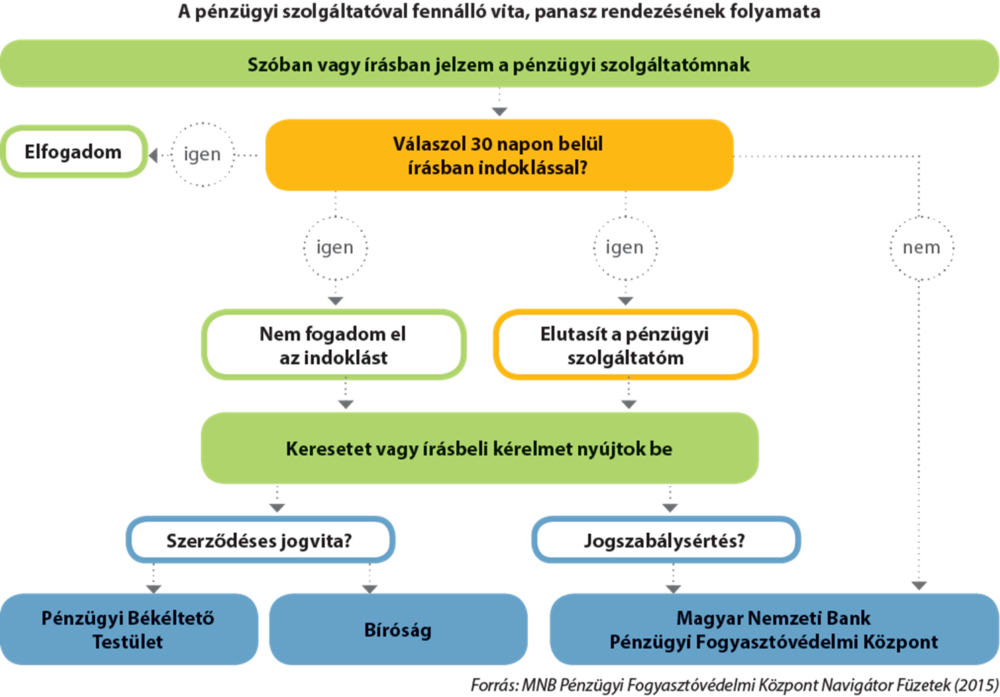 A pénzügyi szolgáltatóval fennálló vita, panasz rendezésének folyamata
Szóban vagy írásban jelzem a pénzügyi szolgáltatómnak
Elfogadom
igen
Válaszol 30 napon belül
írásban indoklással?
igen
igen
nem
Nem fogadom el
az indoklást
Elutasít a pénzügyi
szolgáltatóm
Keresetet vagy írásbeli kérelmet nyújtok be
Szerződéses jogvita?
Jogszabálysértés?
Pénzügyi Békéltető
Testület
Bíróság
Magyar Nemzeti Bank
Pénzügyi Fogyasztóvédelmi Központ
Forrás: MNB Pénzügyi Fogyasztóvédelmi Központ Navigátor Füzetek (2015)